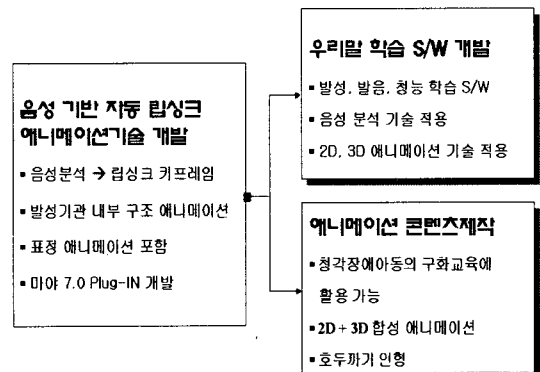 음성 기반 자동 립싱크
애니메이션기술 개발
▪ 음성분석 → 립싱크 키프레임
▪ 발성기관 내부 구조 애니메이션
▪ 표정 애니메이션 포함
▪ 마야 7.0 Plug-IN 개발
우리말 학습 S/W 개발
▪ 발성, 발음, 청능 학습 S/W
▪ 음성 분석 기술 적용
▪ 2D, 3D 애니메이션 기술 적용
애니메이션 콘텐츠제작
▪ 청각장애아동의 구화교육에
활용 가능
▪ 2D + 3D 합성 애니메이션
▪ 호두까기 인형